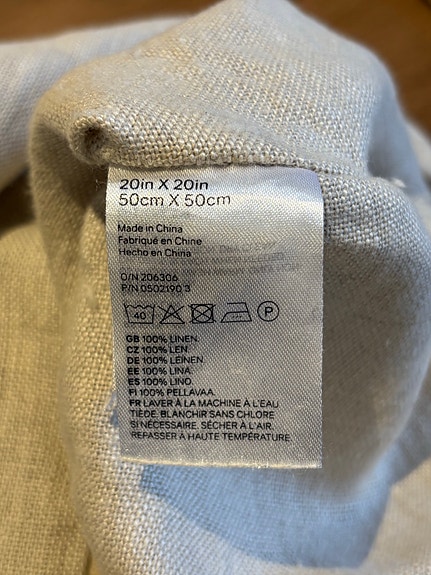 20in X 20in
50cm X 50cm
Made in China
Fabriqué en Chine
Hecho en China
O/N 206306
P/N 0502190 3
40 P
GB 100% LINEN.
CZ 100% LEN.
DE 100% LEINEN.
EE 100% LINA.
ES 100% LINO.
FI 100% PELLAVAA.
FR LAVER À LA MACHINE À L'EAU
TIÈDE. BLANCHIR SANS CHLORE
SI NÉCESSAIRE. SÉCHER À L'AIR.
REPASSER À HAUTE TEMPÉRATURE.